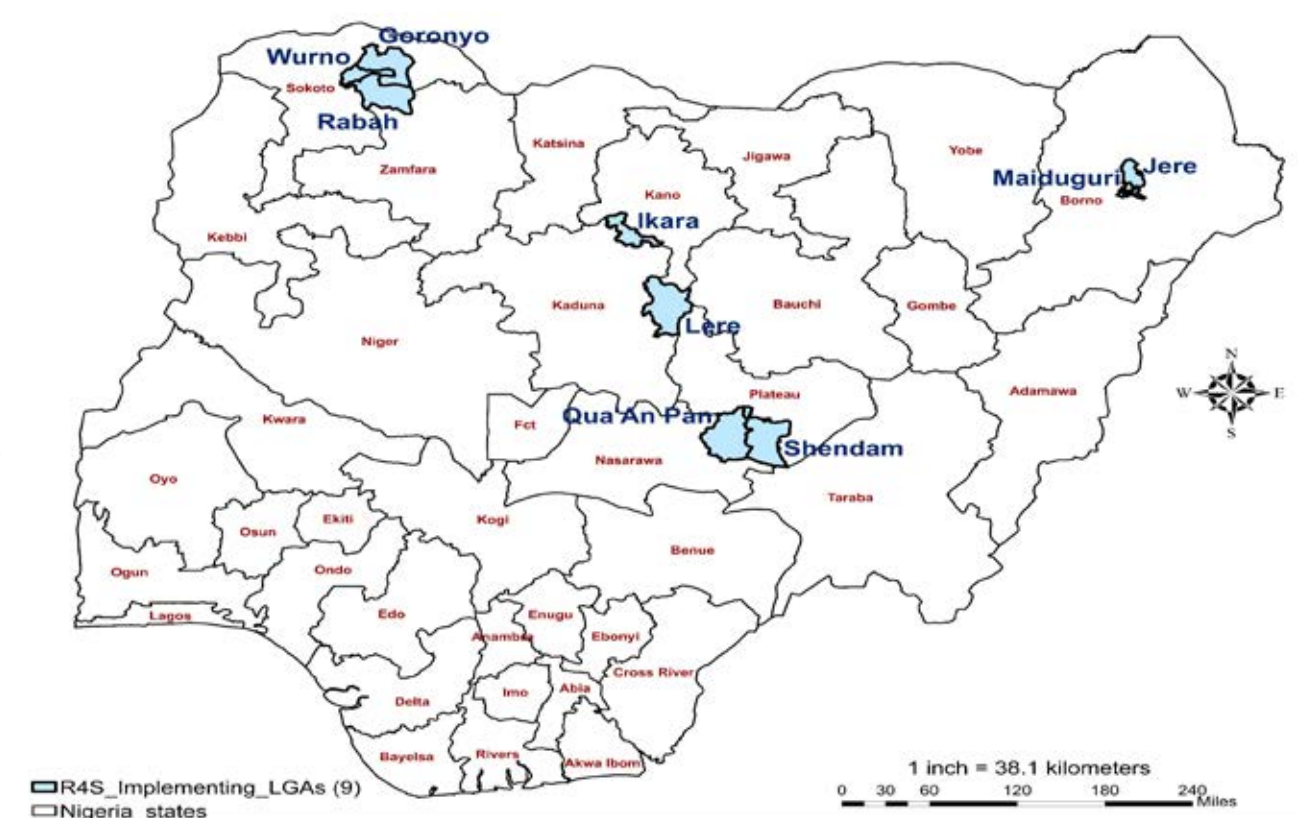 Goronyo
Wurno
Sokoto
Rabah
Katsina
Zamfara
Jigawa
Yobe
Jere
Maiduguri
Borno
Kano
Ikara
Kebbi
Kaduna
Bauchi
Gombe
Lere
Niger
Adamawa
Plateau
N
W
E
S
Kwara
Fct
Qua An Pan
Shendam
Nasarawa
Oyo
Taraba
Osun
Ekiti
Kogi
Benue
Ogun
Ondo
Lagos
Edo
Enugu
Anambra
Ebonyi
Cross River
Delta
Imo
Abia
Bayelsa
Rivers
Akwa Ibom
1 inch = 38.1 kilometers
0 30 60 120 180 240
Miles
R4S_Implementing_LGAs (9)
Nigeria_states